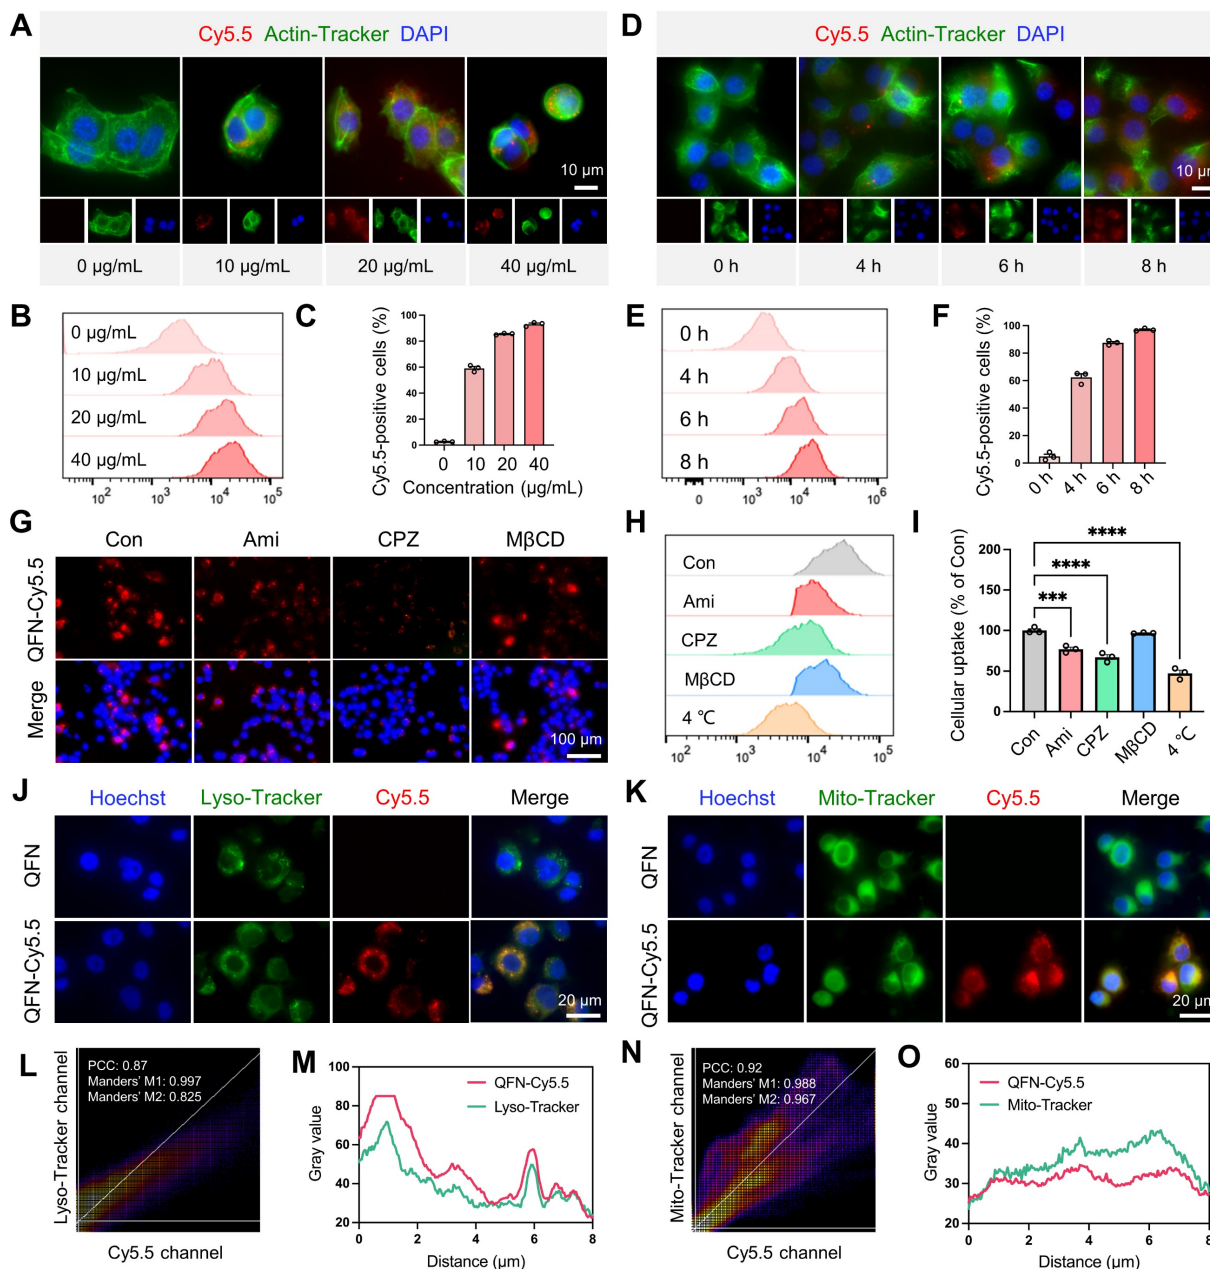 A
Cy5.5 Actin-Tracker DAPI
10 µm
0 µg/mL
10 µg/mL
20 µg/mL
40 µg/mL
D
Cy5.5 Actin-Tracker DAPI
10 µm
0 h
4 h
6 h
8 h
B
0 µg/mL
10 µg/mL
20 µg/mL
40 µg/mL
10²
10³
10⁴
10⁵
C
Cy5.5-positive cells (%)
100
80
60
40
20
0
0
10
20
40
Concentration (µg/mL)
E
0 h
4 h
6 h
8 h
0
10³
10⁴
10⁶
F
Cy5.5-positive cells (%)
100
80
60
40
20
0
0 h
4 h
6 h
8 h
G
Con
Ami
CPZ
MβCD
QFN-Cy5.5
Merge
100 µm
H
Con
Ami
CPZ
MβCD
4 ℃
10²
10³
10⁴
10⁵
I
Cellular uptake (% of Con)
200
150
100
50
0
****
****
***
Con
Ami
CPZ
MβCD
4 ℃
J
Hoechst
Lyso-Tracker
Cy5.5
Merge
QFN
QFN-Cy5.5
20 µm
K
Hoechst
Mito-Tracker
Cy5.5
Merge
QFN
QFN-Cy5.5
20 µm
L
PCC: 0.87
Manders' M1: 0.997
Manders' M2: 0.825
Lyso-Tracker channel
Cy5.5 channel
M
QFN-Cy5.5
Lyso-Tracker
Gray value
100
80
60
40
20
0
2
4
6
8
Distance (µm)
N
PCC: 0.92
Manders' M1: 0.988
Manders' M2: 0.967
Mito-Tracker channel
Cy5.5 channel
O
QFN-Cy5.5
Mito-Tracker
Gray value
60
50
40
30
20
0
2
4
6
8
Distance (µm)